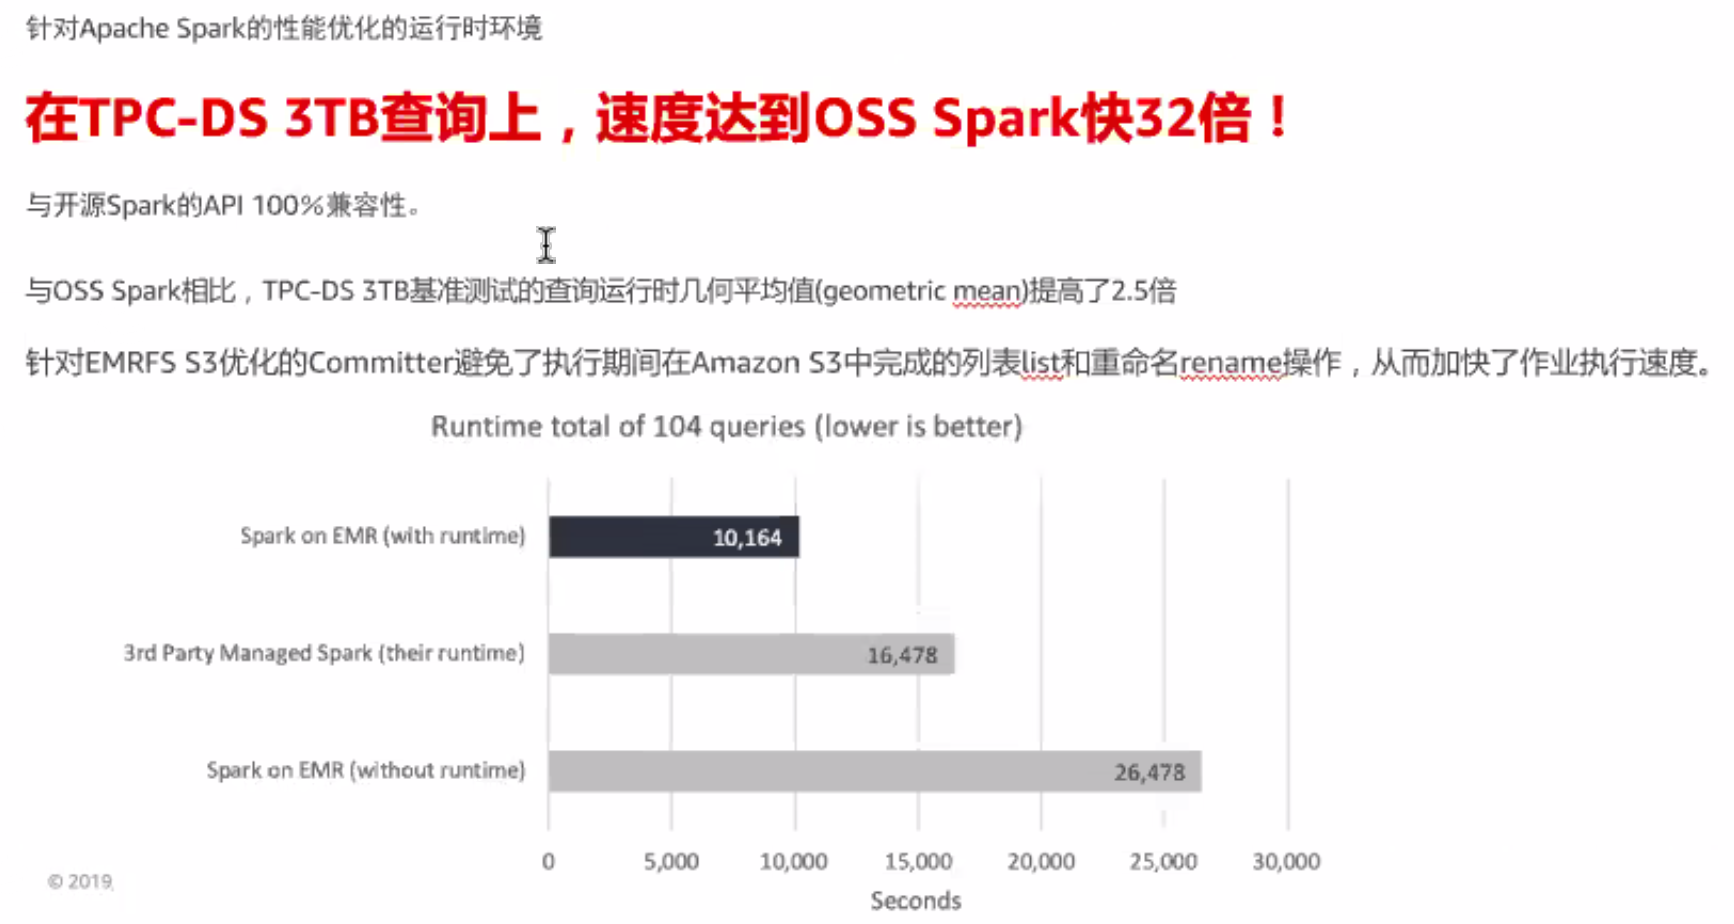 针对Apache Spark的性能优化的运行时环境
在TPC-DS 3TB查询上，速度达到OSS Spark快32倍！
与开源Spark的API 100%兼容性。
与OSS Spark相比，TPC-DS 3TB基准测试的查询运行时几何平均值(geometric mean)提高了2.5倍
针对EMRFS S3优化的Committer避免了执行期间在Amazon S3中完成的列表list和重命名rename操作，从而加快了作业执行速度。
Runtime total of 104 queries (lower is better)
Spark on EMR (with runtime) 10,164
3rd Party Managed Spark (their runtime) 16,478
Spark on EMR (without runtime) 26,478
0 5,000 10,000 15,000 20,000 25,000 30,000
Seconds
© 2019,